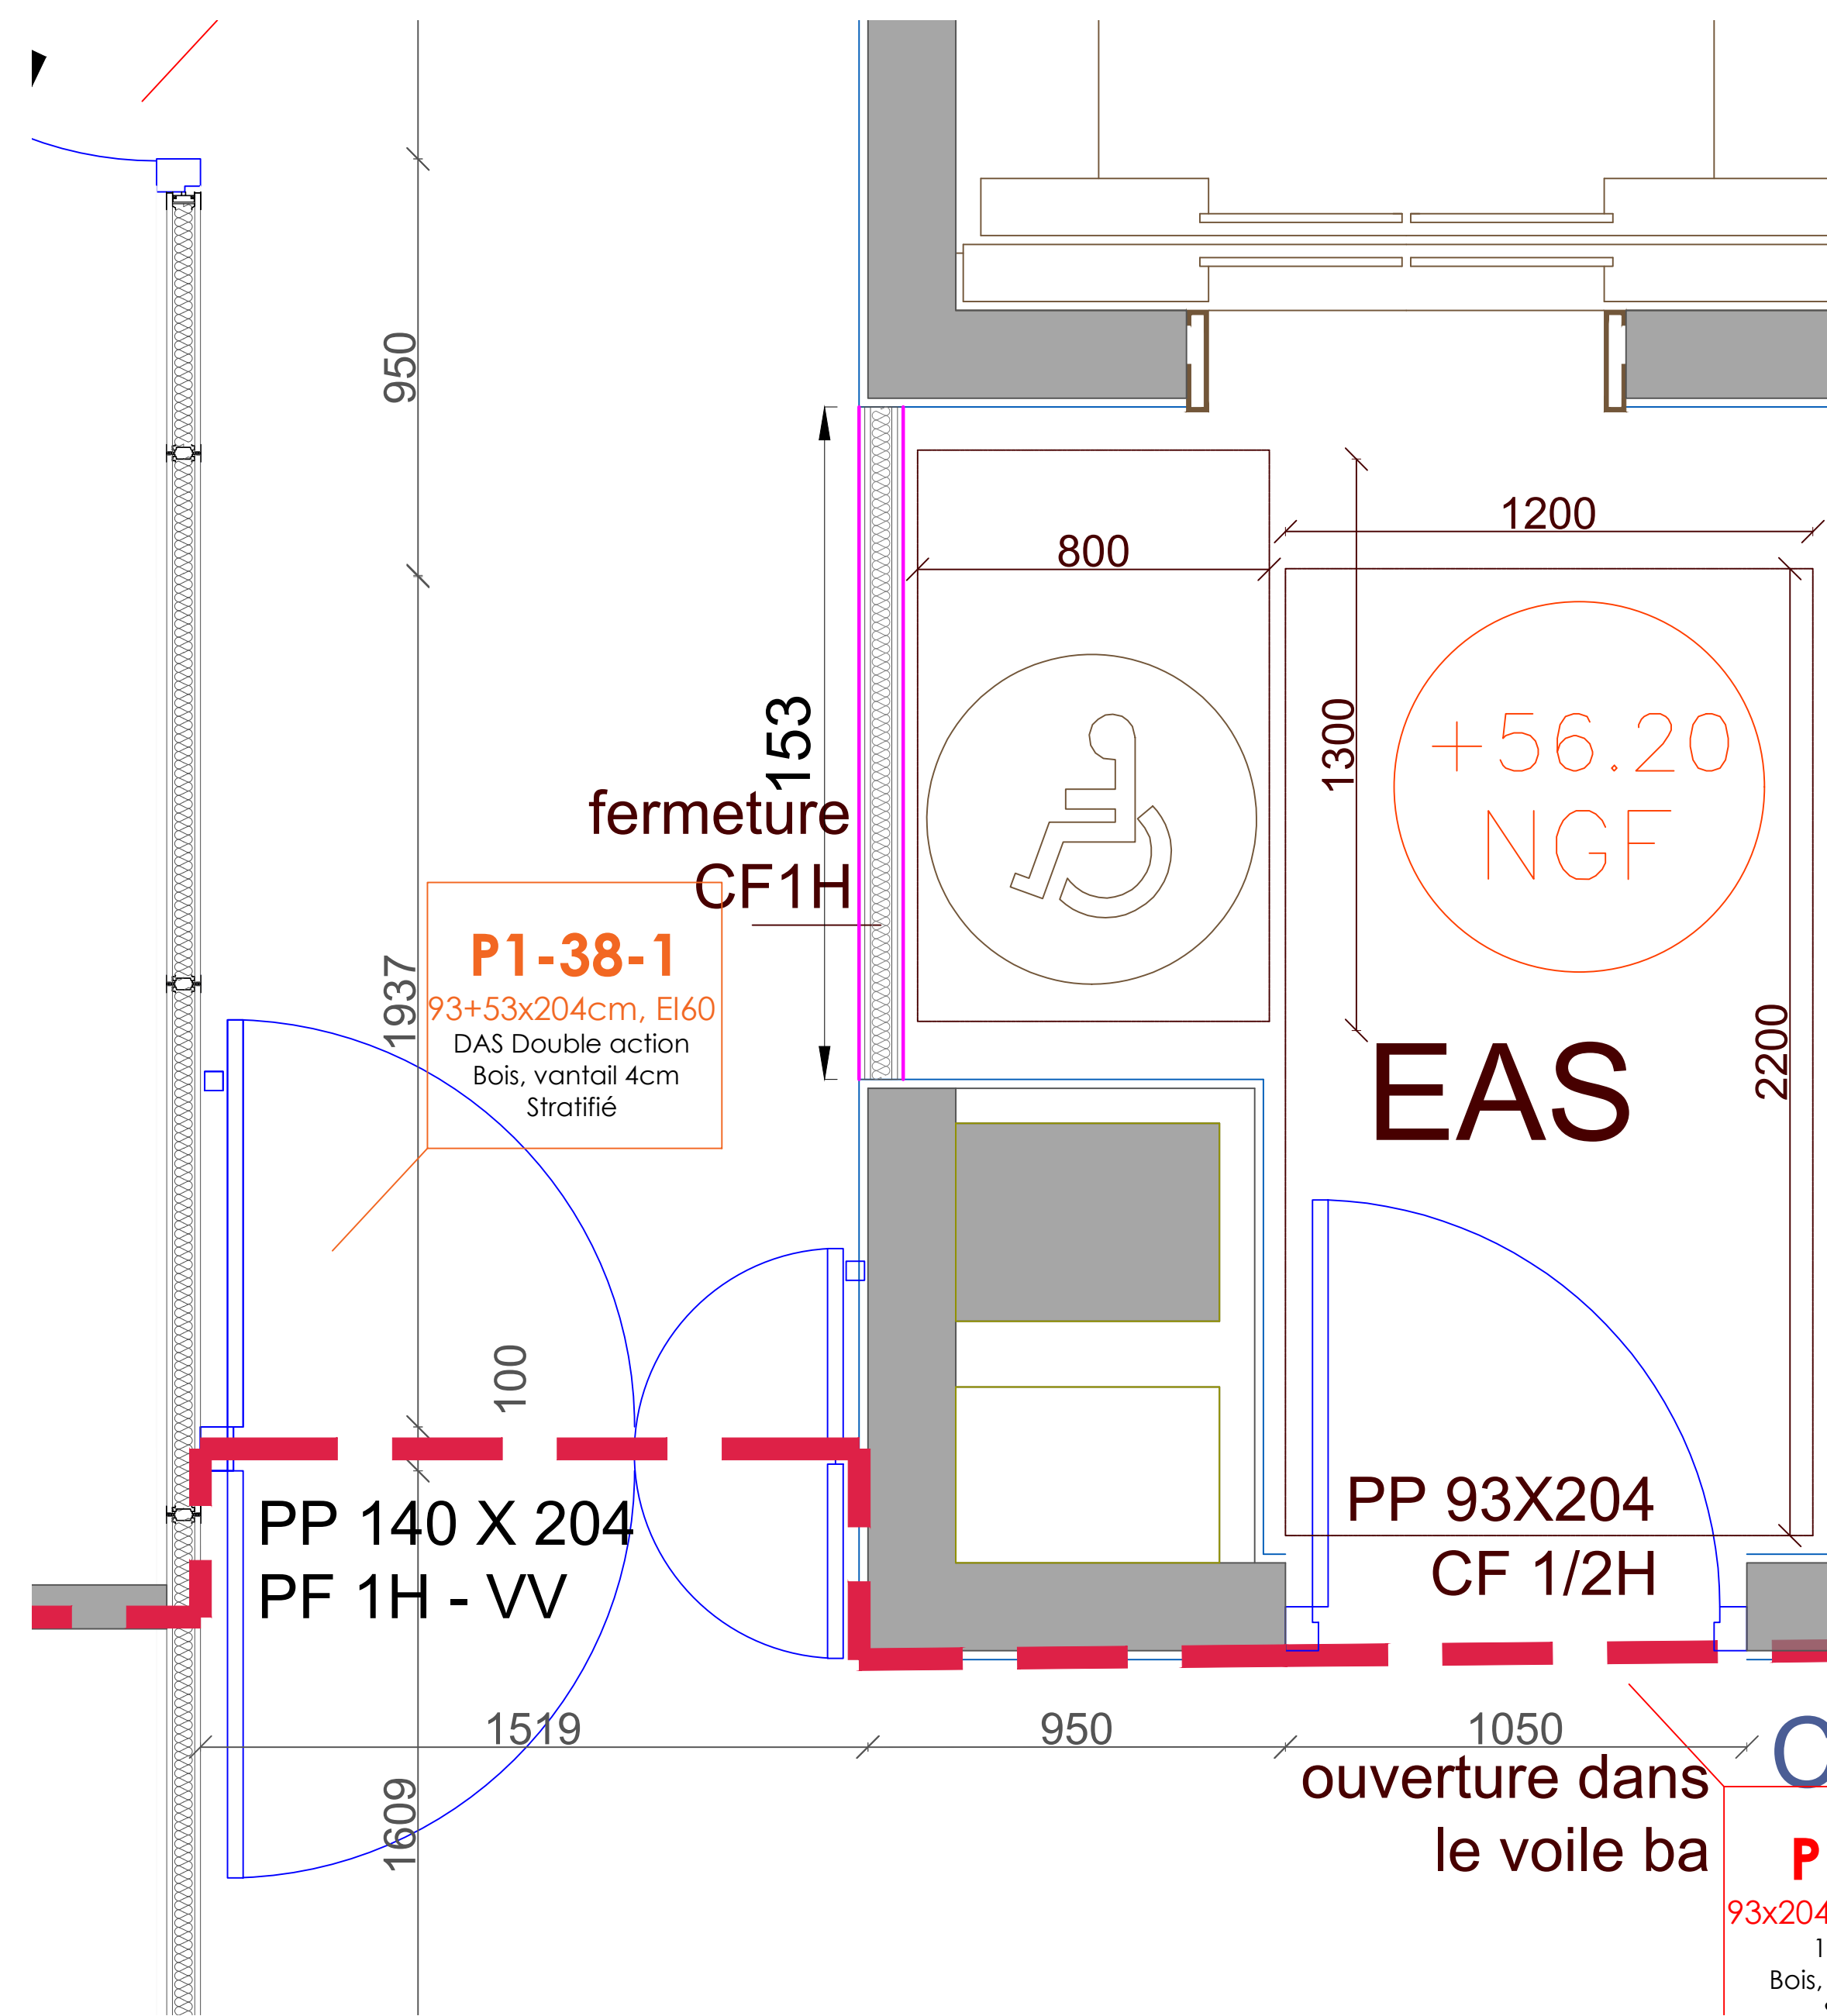 950
1200
800
153
1300
+56.20
NGF
fermeture
CF1H
P1-38-1
93+53x204cm, EI60
DAS Double action
Bois, vantail 4cm
Stratifié
1937
EAS
2200
100
PP 140 X 204
PF 1H - VV
PP 93X204
CF 1/2H
1519
950
1050
1609
ouverture dans
le voile ba
C
P
93x204
1
Bois,